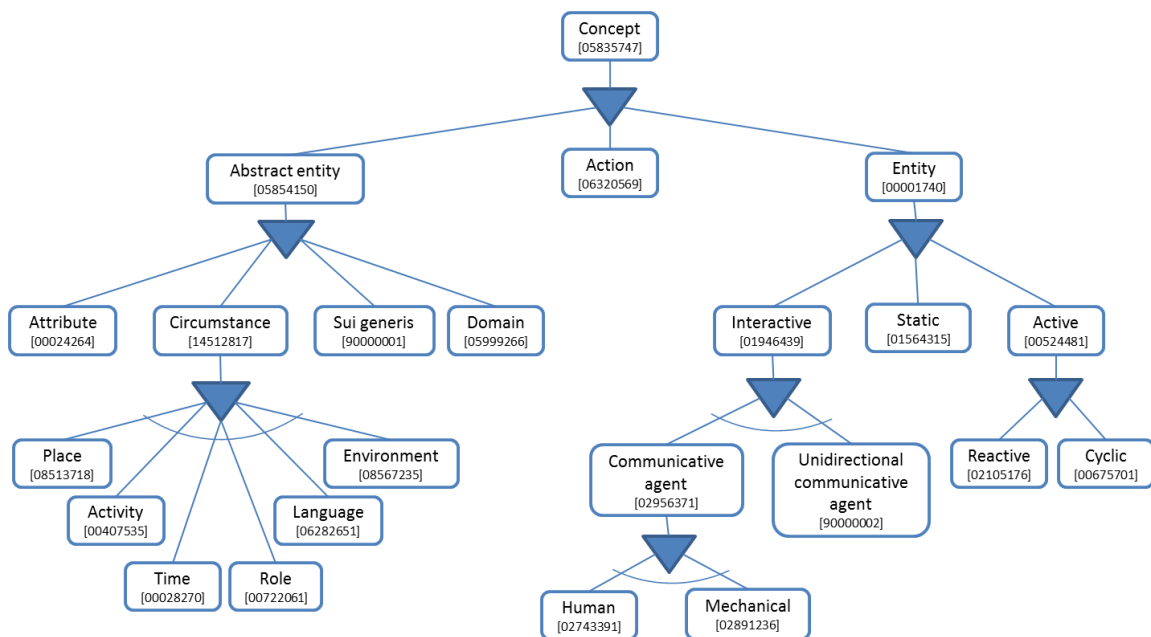 Concept
[05835747]
Abstract entity
[05854150]
Action
[06320569]
Entity
[00001740]
Attribute
[00024264]
Circumstance
[14512817]
Sui generis
[90000001]
Domain
[05999266]
Interactive
[01946439]
Static
[01564315]
Active
[00524481]
Place
[08513718]
Environment
[08567235]
Communicative
agent
[02956371]
Unidirectional
communicative
agent
[90000002]
Reactive
[02105176]
Cyclic
[00675701]
Activity
[00407535]
Language
[06282651]
Time
[00028270]
Role
[00722061]
Human
[02743391]
Mechanical
[02891236]